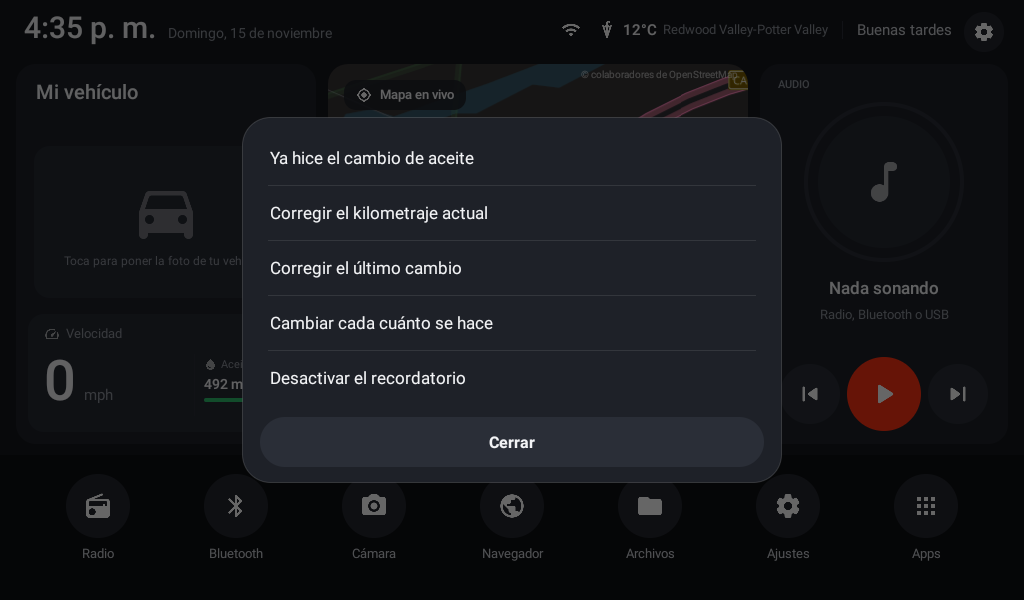 4:35 p. m.
Domingo, 15 de noviembre
12°C
Redwood Valley-Potter Valley
Buenas tardes
Mi vehículo
© colaboradores de OpenStreetMap
CA
Mapa en vivo
AUDIO
Ya hice el cambio de aceite
Corregir el kilometraje actual
Corregir el último cambio
Cambiar cada cuánto se hace
Desactivar el recordatorio
Cerrar
Toca para poner la foto de tu
Velocidad
0 mph
492
Nada sonando
Radio, Bluetooth o USB
Radio
Bluetooth
Cámara
Navegador
Archivos
Ajustes
Apps